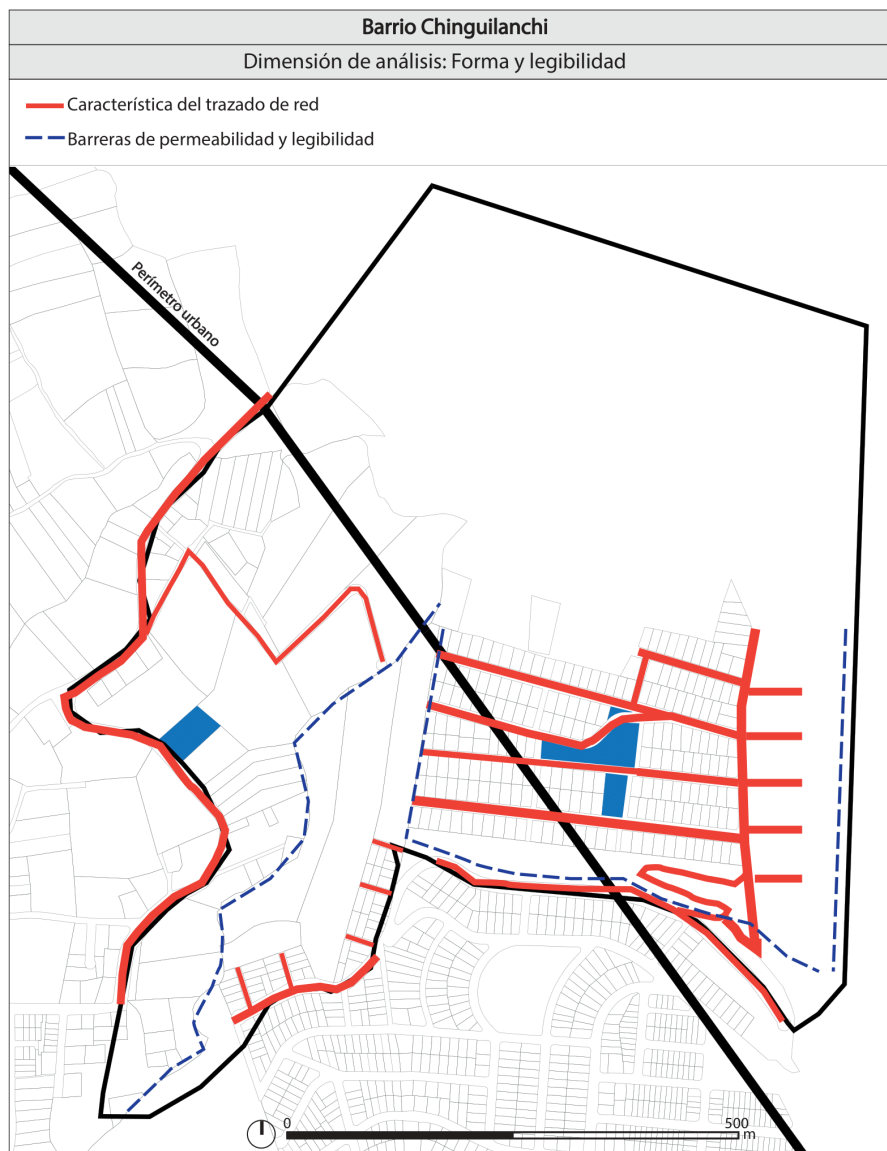 Barrio Chinguilanchi
Dimensión de análisis: Forma y legibilidad
Característica del trazado de red
Barreras de permeabilidad y legibilidad
Perímetro urbano
0
500
m